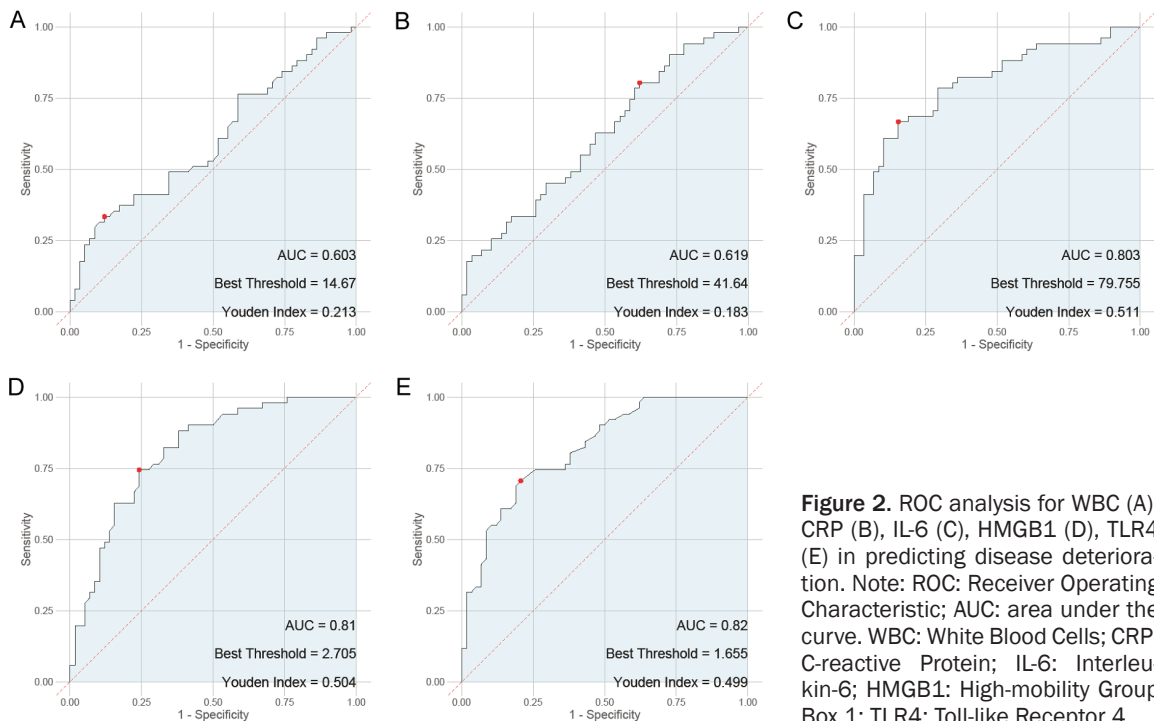 A
1.00
0.75
0.50
0.25
0.00
Sensitivity
0.00
0.25
0.50
0.75
1.00
1 - Specificity
AUC = 0.603
Best Threshold = 14.67
Youden Index = 0.213
B
1.00
0.75
0.50
0.25
0.00
Sensitivity
0.00
0.25
0.50
0.75
1.00
1 - Specificity
AUC = 0.619
Best Threshold = 41.64
Youden Index = 0.183
C
1.00
0.75
0.50
0.25
0.00
Sensitivity
0.00
0.25
0.50
0.75
1.00
1 - Specificity
AUC = 0.803
Best Threshold = 79.755
Youden Index = 0.511
D
1.00
0.75
0.50
0.25
0.00
Sensitivity
0.00
0.25
0.50
0.75
1.00
1 - Specificity
AUC = 0.81
Best Threshold = 2.705
Youden Index = 0.504
E
1.00
0.75
0.50
0.25
0.00
Sensitivity
0.00
0.25
0.50
0.75
1.00
1 - Specificity
AUC = 0.82
Best Threshold = 1.655
Youden Index = 0.499
Figure 2. ROC analysis for WBC (A)
CRP (B), IL-6 (C), HMGB1 (D), TLR4
(E) in predicting disease deteriora-
tion. Note: ROC: Receiver Operating
Characteristic; AUC: area under the
curve. WBC: White Blood Cells; CRP
C-reactive Protein; IL-6: Interleu-
kin-6; HMGB1: High-mobility Group
Box 1; TLR4: Toll-like Receptor 4